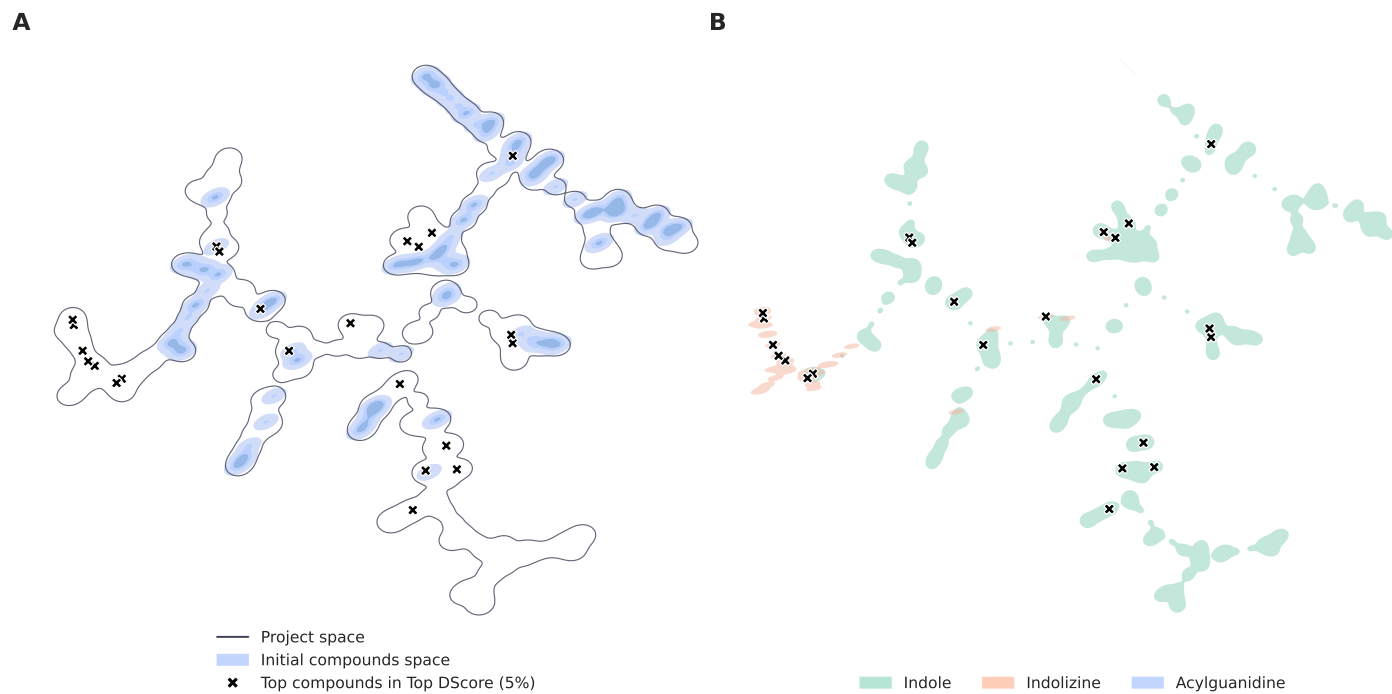 A
B
Project space
Initial compounds space
Top compounds in Top DScore (5%)
Indole
Indolizine
Acylguanidine